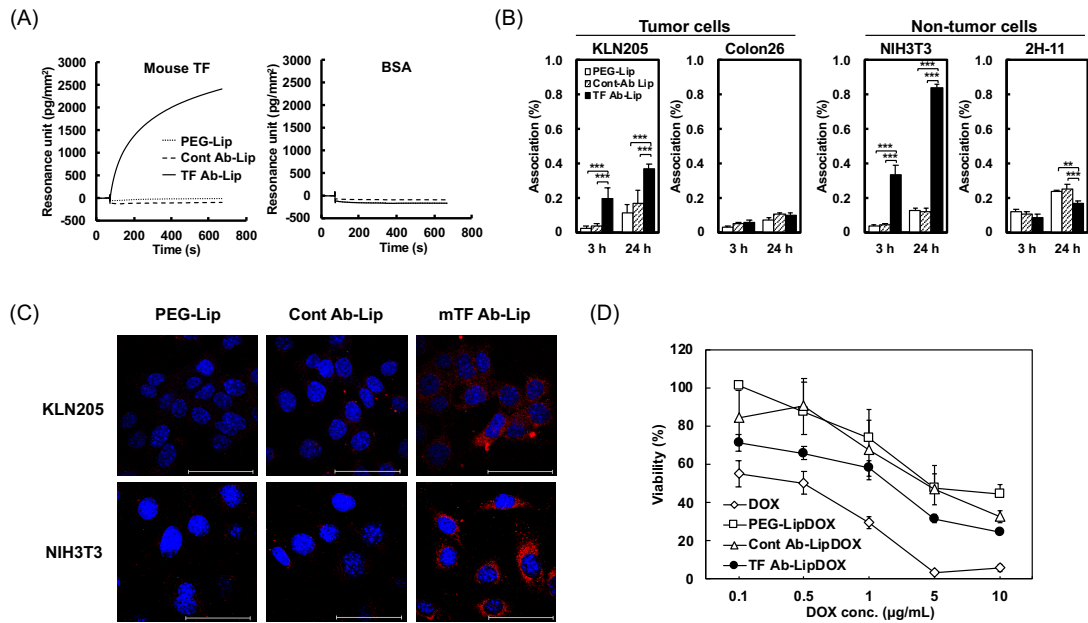 (A)
Mouse TF
Resonance unit (pg/mm²)
3000
2500
2000
1500
1000
500
0
-500
0 200 400 600 800
Time (s)
PEG-Lip
Cont Ab-Lip
TF Ab-Lip
BSA
Resonance unit (pg/mm²)
3000
2500
2000
1500
1000
500
0
-500
0 200 400 600 800
Time (s)
(B)
Tumor cells
Non-tumor cells
KLN205
Association (%)
1.0
0.8
0.6
0.4
0.2
0.0
PEG-Lip
Cont-Ab Lip
TF Ab-Lip
***
***
***
***
3 h 24 h
Colon26
Association (%)
1.0
0.8
0.6
0.4
0.2
0.0
3 h 24 h
NIH3T3
Association (%)
1.0
0.8
0.6
0.4
0.2
0.0
***
***
***
***
3 h 24 h
2H-11
Association (%)
1.0
0.8
0.6
0.4
0.2
0.0
**
***
3 h 24 h
(C)
PEG-Lip Cont Ab-Lip mTF Ab-Lip
KLN205
NIH3T3
(D)
Viability (%)
120
100
80
60
40
20
0
DOX
PEG-LipDOX
Cont Ab-LipDOX
TF Ab-LipDOX
0.1 0.5 1 5 10
DOX conc. (μg/mL)